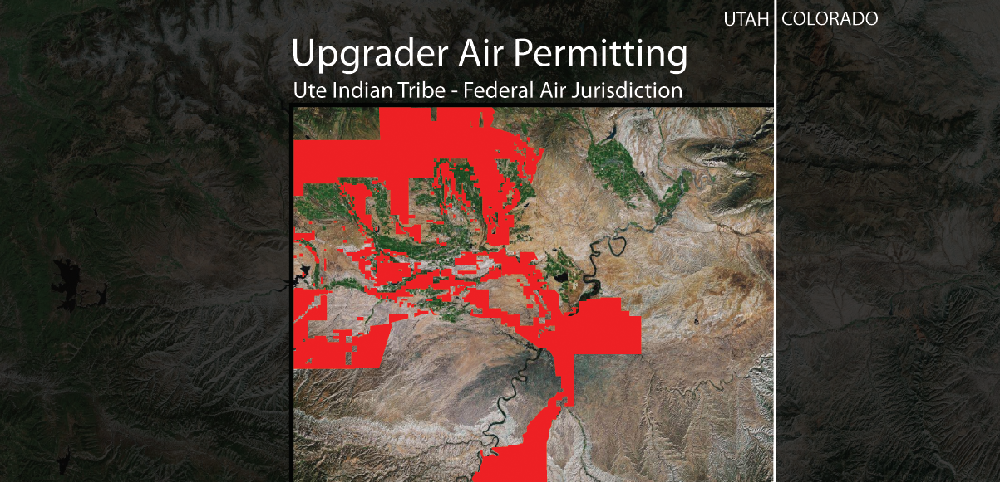 UTAH COLORADO
Upgrader Air Permitting
Ute Indian Tribe - Federal Air Jurisdiction